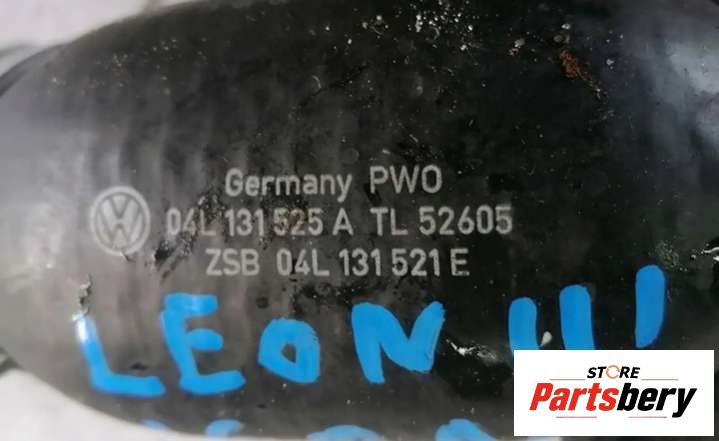 Germany PWO
04L 131 525 A TL 52605
ZSB 04L 131 521 E
LEON III
STORE
Partsbery